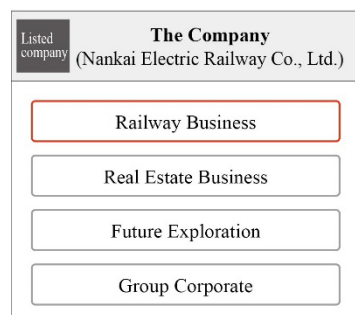 Listed
company
The Company
(Nankai Electric Railway Co., Ltd.)
Railway Business
Real Estate Business
Future Exploration
Group Corporate